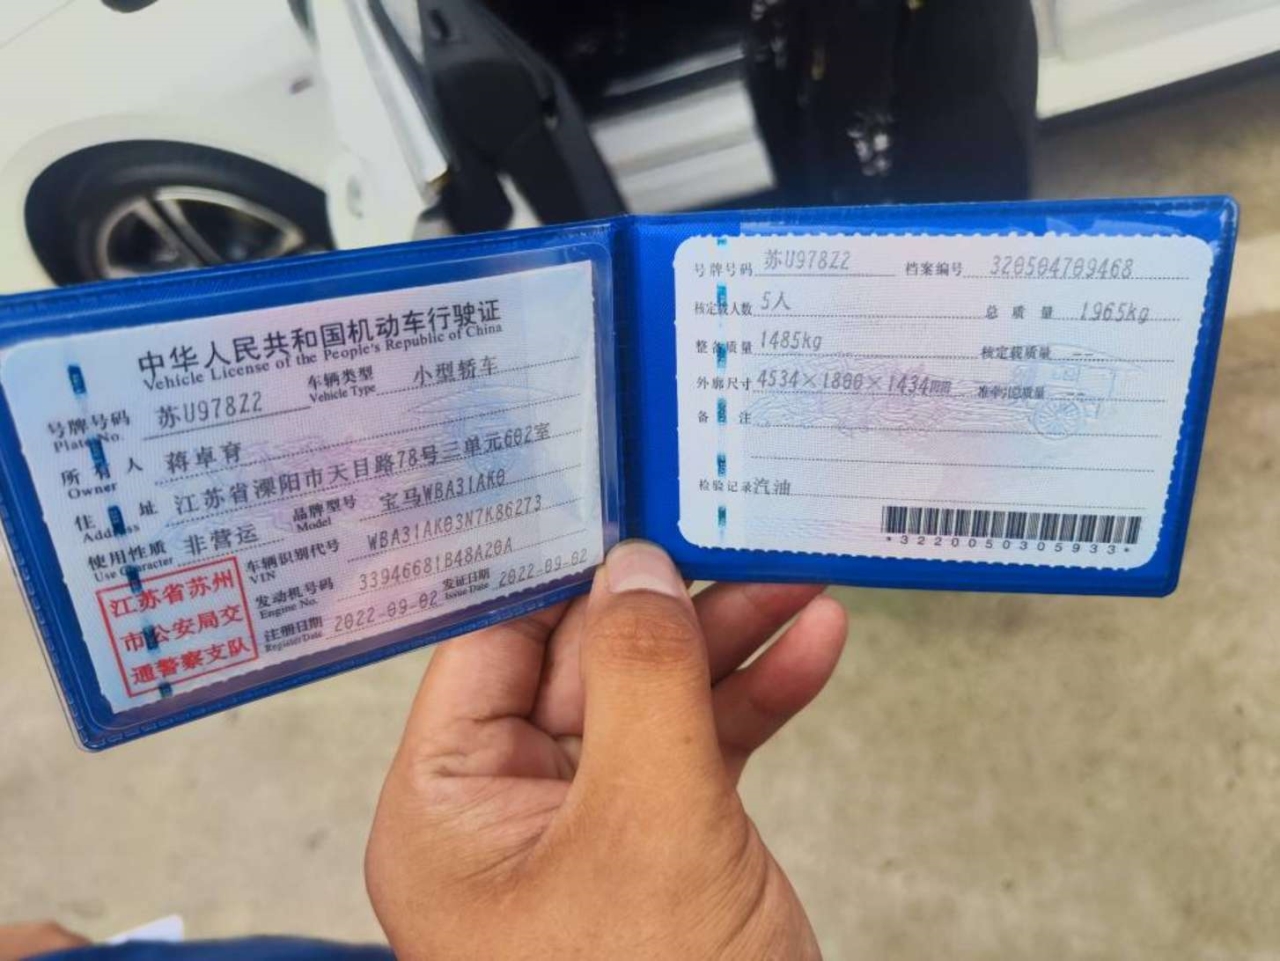 中华人民共和国机动车行驶证
Vehicle License of the People's Republic of China
号牌号码 苏U978Z2 车辆类型 小型轿车
Plate No. Vehicle Type
所有人 蒋卓育
Owner
住址 江苏省溧阳市天目路78号三单元602室
Address
使用性质 非营运 品牌型号 宝马WBA31AK0
Use Character Model
车辆识别代号 WBA31AK03N7K86273
VIN
发动机号码 33946681B48A20A
Engine No.
注册日期 2022-09-02 发证日期 2022-09-02
Register Date Issue Date
江苏省苏州
市公安局交
通警察支队
号牌号码 苏U978Z2 档案编号 320504709468
核定载人数 5人 总质量 1965kg
整备质量 1485kg 核定载质量 --
外廓尺寸 4534×1800×1434mm 准牵引总质量 --
备注
检验记录 汽油
*3220050305933*